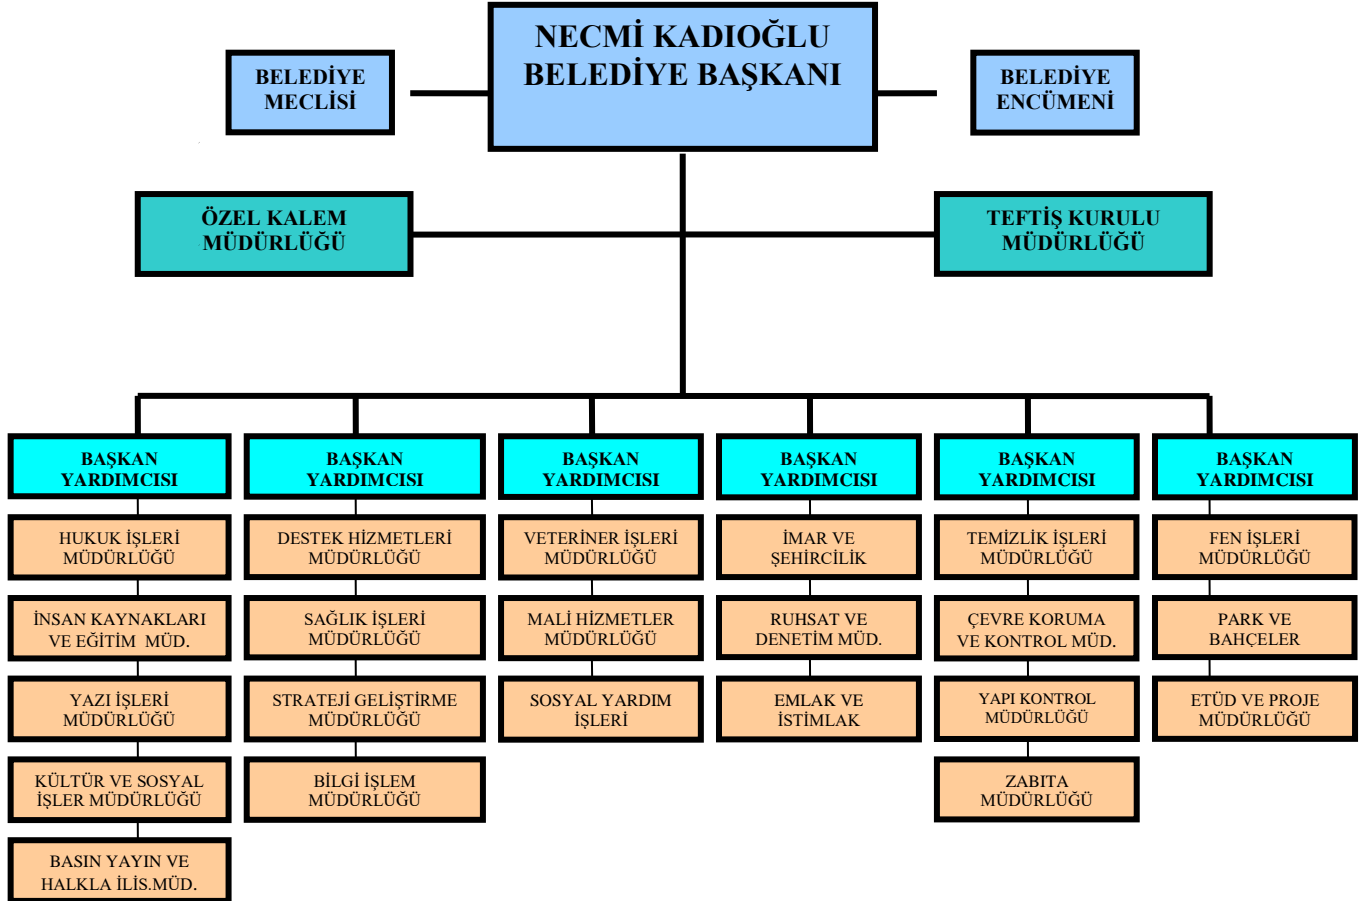 NECMİ KADIOĞLU
BELEDİYE BAŞKANI
BELEDİYE
MECLİSİ
BELEDİYE
ENCÜMENİ
ÖZEL KALEM
MÜDÜRLÜĞÜ
TEFTİŞ KURULU
MÜDÜRLÜĞÜ
BAŞKAN
YARDIMCISI
HUKUK İŞLERİ
MÜDÜRLÜĞÜ
İNSAN KAYNAKLARI
VE EĞİTİM MÜD.
YAZI İŞLERİ
MÜDÜRLÜĞÜ
KÜLTÜR VE SOSYAL
İŞLER MÜDÜRLÜĞÜ
BASIN YAYIN VE
HALKLA İLİS.MÜD.
BAŞKAN
YARDIMCISI
DESTEK HİZMETLERİ
MÜDÜRLÜĞÜ
SAĞLIK İŞLERİ
MÜDÜRLÜĞÜ
STRATEJİ GELİŞTİRME
MÜDÜRLÜĞÜ
BİLGİ İŞLEM
MÜDÜRLÜĞÜ
BAŞKAN
YARDIMCISI
VETERİNER İŞLERİ
MÜDÜRLÜĞÜ
MALİ HİZMETLER
MÜDÜRLÜĞÜ
SOSYAL YARDIM
İŞLERİ
BAŞKAN
YARDIMCISI
İMAR VE
ŞEHİRCİLİK
RUHSAT VE
DENETİM MÜD.
EMLAK VE
İSTİMLAK
BAŞKAN
YARDIMCISI
TEMİZLİK İŞLERİ
MÜDÜRLÜĞÜ
ÇEVRE KORUMA
VE KONTROL MÜD.
YAPI KONTROL
MÜDÜRLÜĞÜ
ZABITA
MÜDÜRLÜĞÜ
BAŞKAN
YARDIMCISI
FEN İŞLERİ
MÜDÜRLÜĞÜ
PARK VE
BAHÇELER
ETÜD VE PROJE
MÜDÜRLÜĞÜ